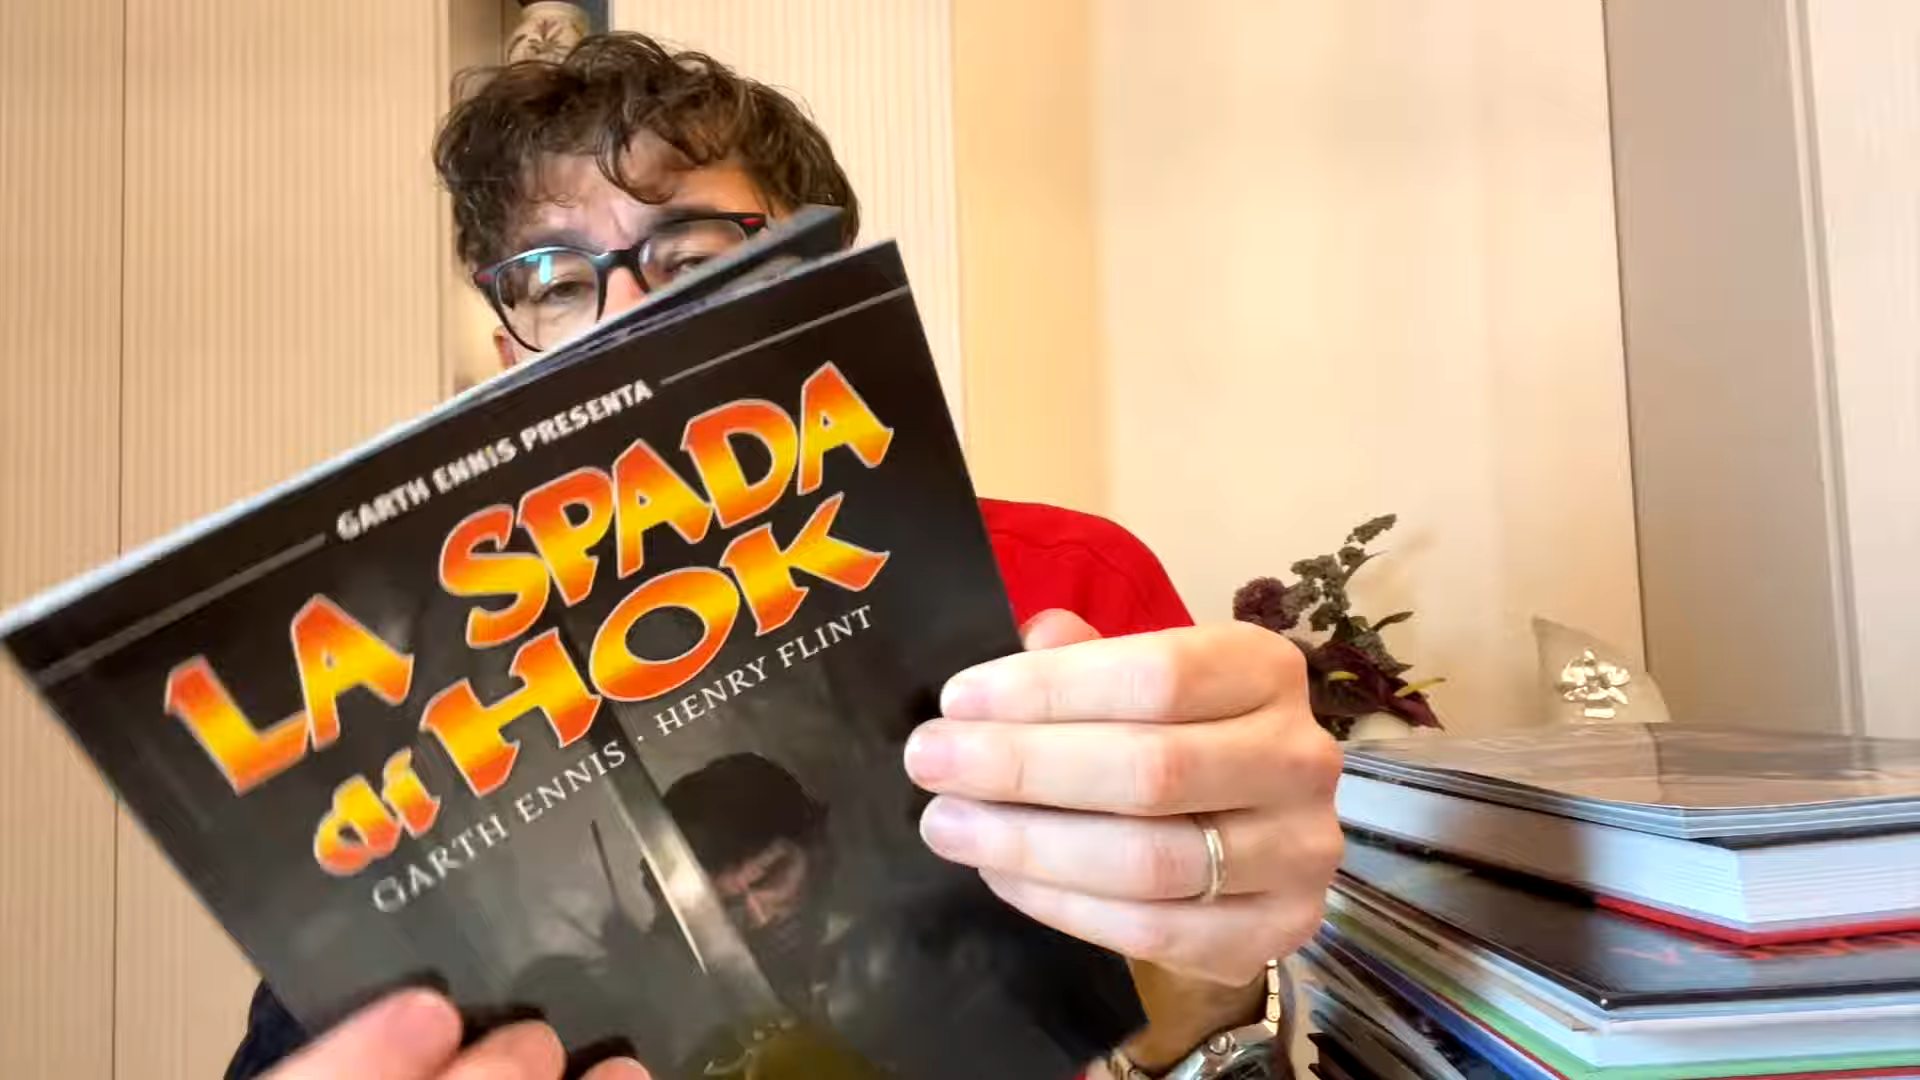 GARTH ENNIS PRESENTA
LA SPADA
di HOK
GARTH ENNIS . HENRY FLINT